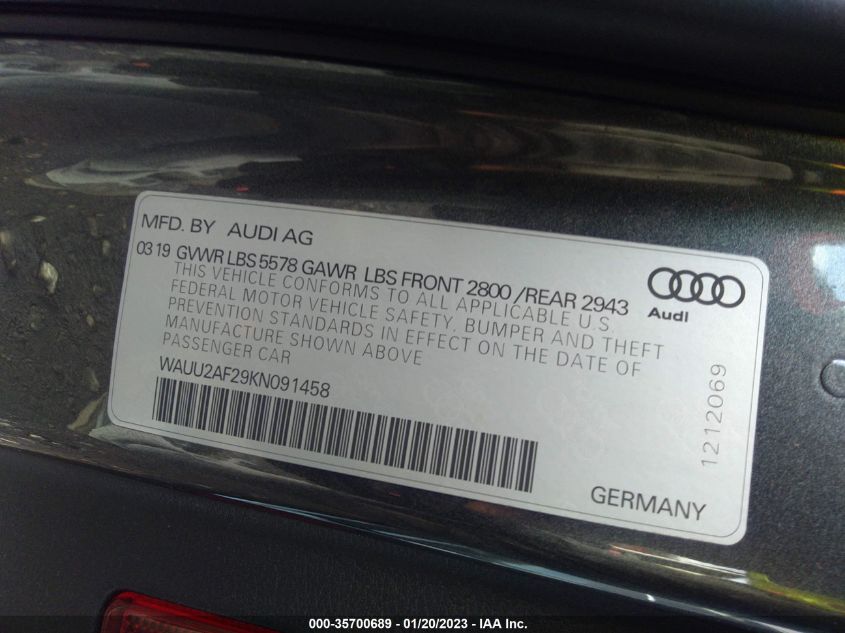 MFD. BY AUDI AG
03 19 GVWR LBS 5578 GAWR LBS FRONT 2800 /REAR 2943
THIS VEHICLE CONFORMS TO ALL APPLICABLE U.S.
FEDERAL MOTOR VEHICLE SAFETY, BUMPER AND THEFT
PREVENTION STANDARDS IN EFFECT ON THE DATE OF
MANUFACTURE SHOWN ABOVE
PASSENGER CAR
WAUU2AF29KN091458
Audi
1212069
GERMANY
000-35700689 - 01/20/2023 - IAA Inc.